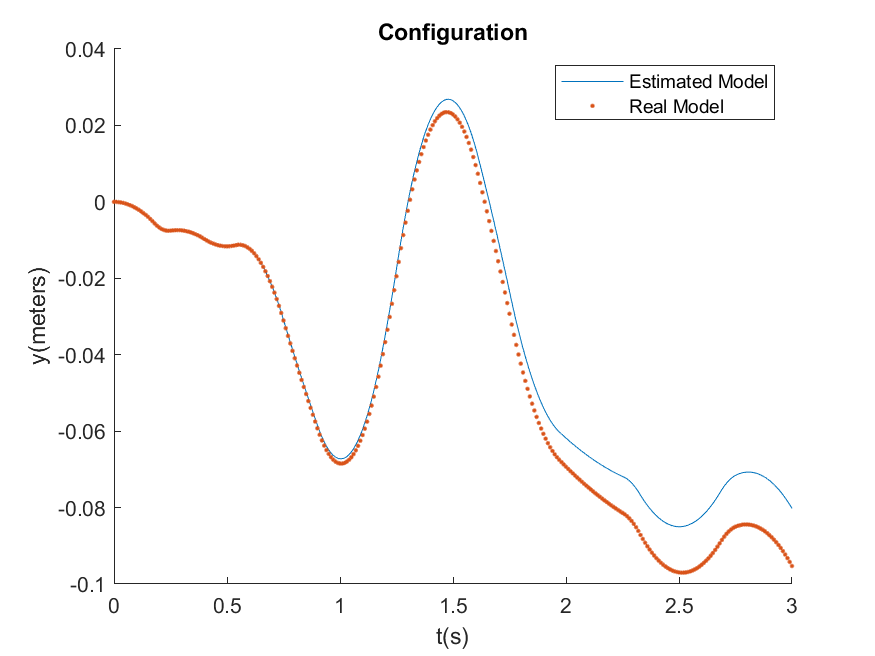 Configuration
Estimated Model
Real Model
0.04
0.02
0
-0.02
-0.04
-0.06
-0.08
-0.1
y(meters)
0 0.5 1 1.5 2 2.5 3
t(s)